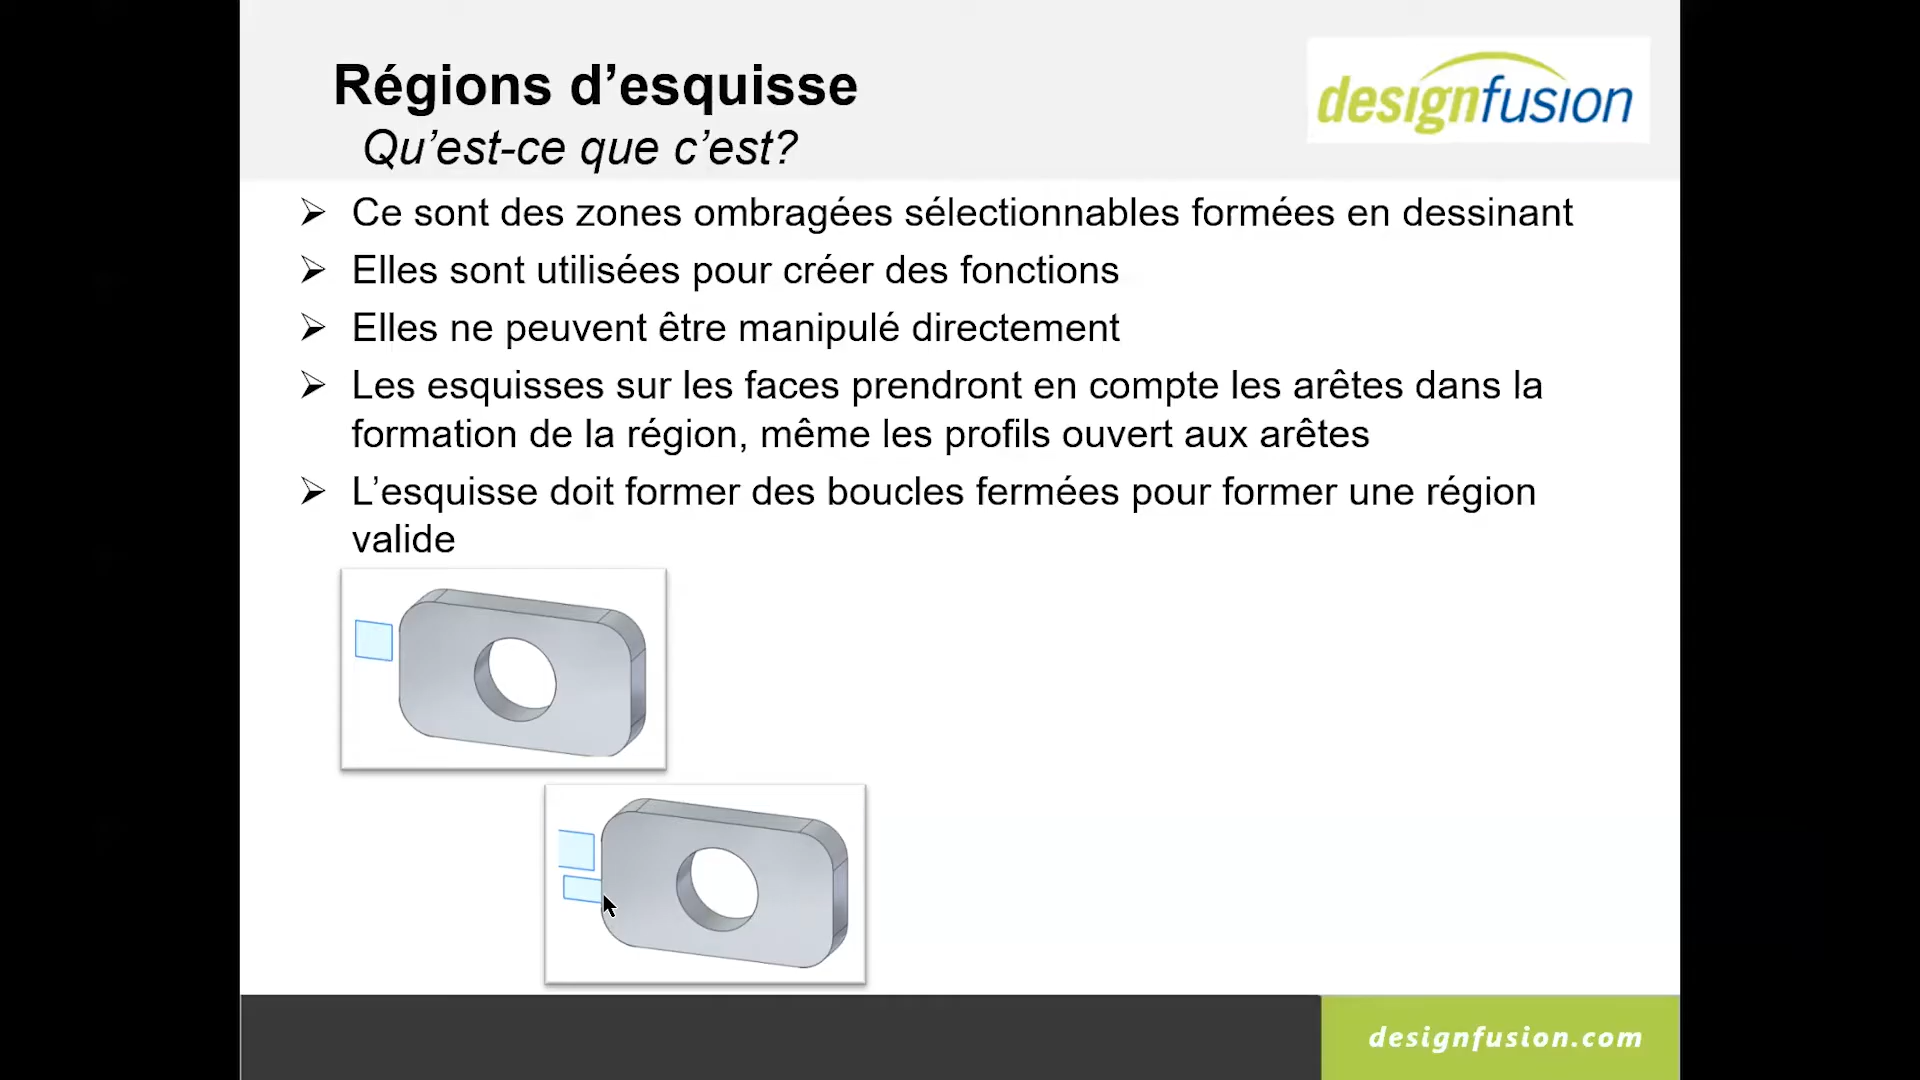 Régions d’esquisse
Qu’est-ce que c’est?
designfusion
Ce sont des zones ombragées sélectionnables formées en dessinant
Elles sont utilisées pour créer des fonctions
Elles ne peuvent être manipulé directement
Les esquisses sur les faces prendront en compte les arêtes dans la
formation de la région, même les profils ouvert aux arêtes
L’esquisse doit former des boucles fermées pour former une région
valide
designfusion.com